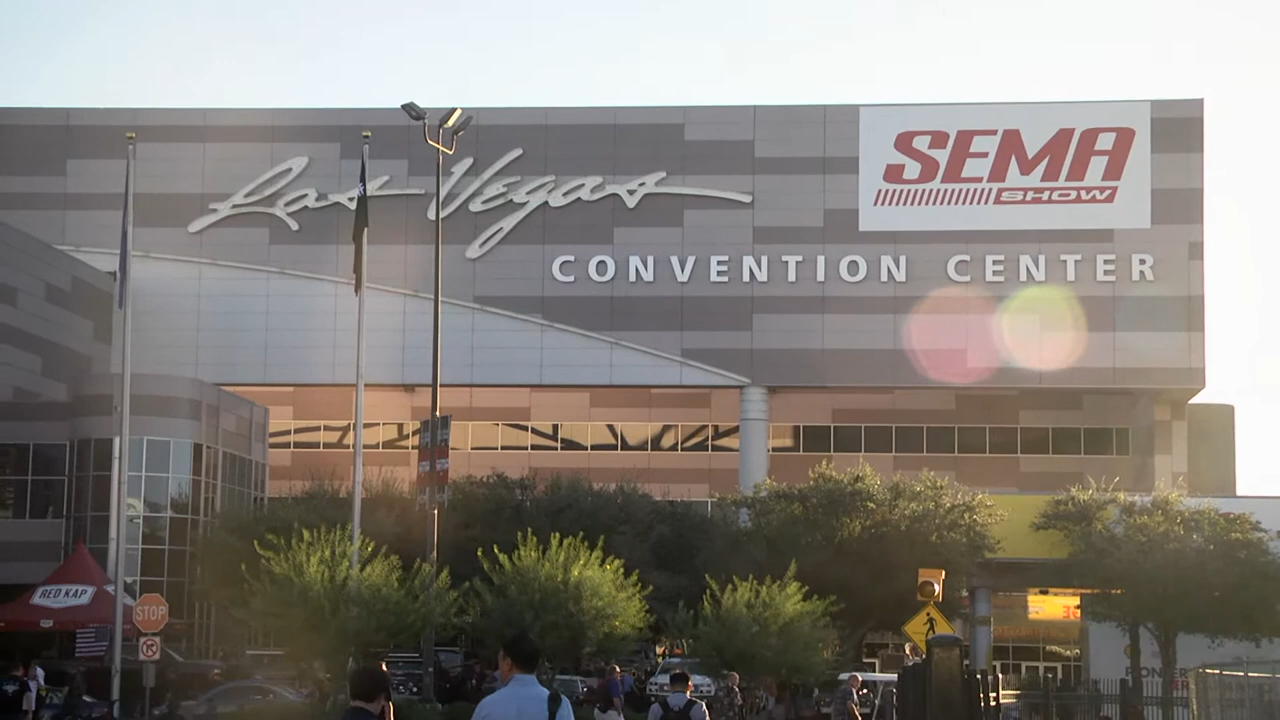 Las Vegas
CONVENTION CENTER
SEMA
SHOW
RED KAP
STOP